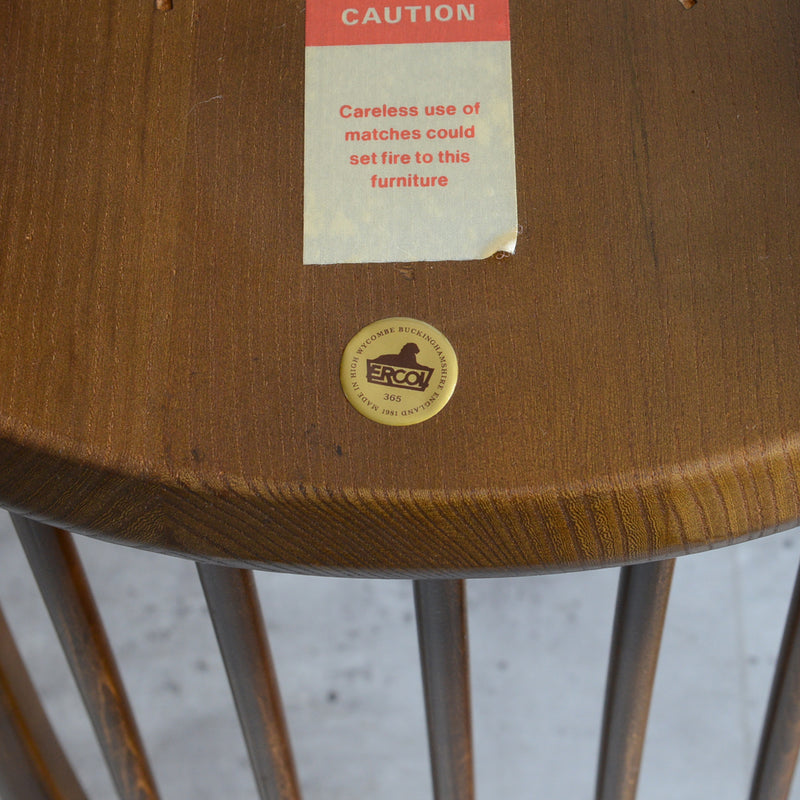 CAUTION
Careless use of
matches could
set fire to this
furniture
ERCOL
365
MADE IN HIGH WYCOMBE BUCKINGHAMSHIRE ENGLAND 1981